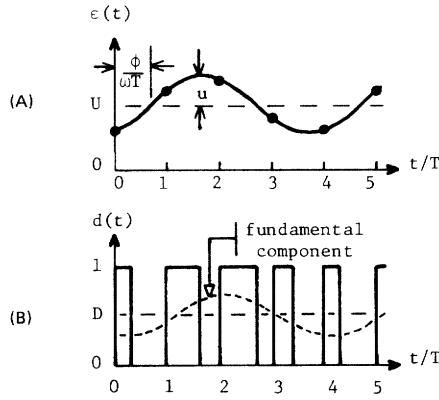 ε(t)
ϕ
ωT
(A)
U
u
0
0 1 2 3 4 5 t/T
d(t)
fundamental
component
1
(B)
D
0
0 1 2 3 4 5 t/T